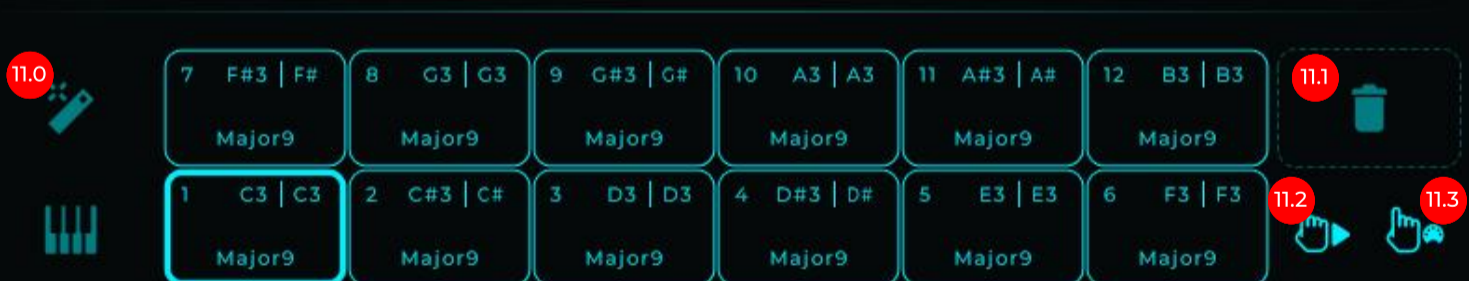 11.0
7 F#3 | F#
Major9
8 G3 | G3
Major9
9 G#3 | G#
Major9
10 A3 | A3
Major9
11 A#3 | A#
Major9
12 B3 | B3
Major9
11.1
1 C3 | C3
Major9
2 C#3 | C#
Major9
3 D3 | D3
Major9
4 D#3 | D#
Major9
5 E3 | E3
Major9
6 F3 | F3
Major9
11.2
11.3